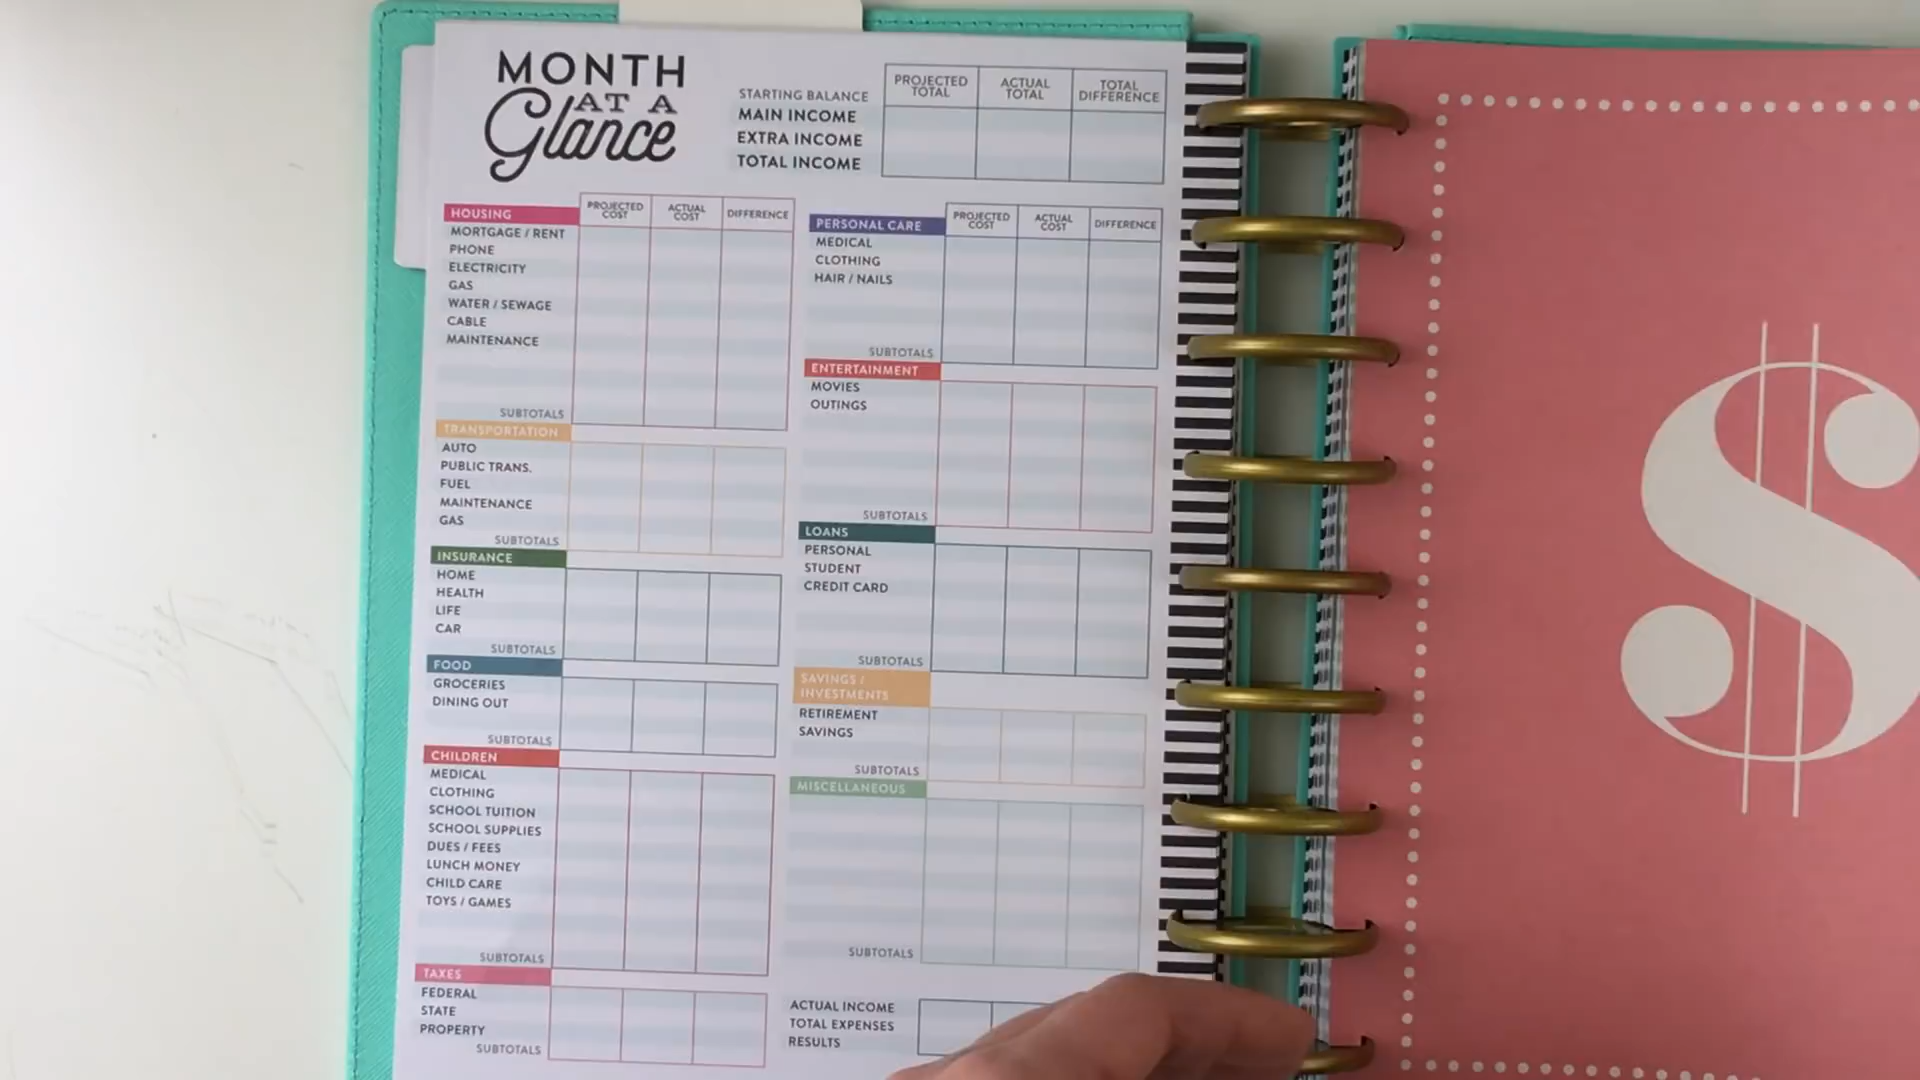 MONTH
AT A
Glance
PROJECTED TOTAL
ACTUAL TOTAL
TOTAL DIFFERENCE
STARTING BALANCE
MAIN INCOME
EXTRA INCOME
TOTAL INCOME
HOUSING
PROJECTED COST
ACTUAL COST
DIFFERENCE
MORTGAGE / RENT
PHONE
ELECTRICITY
GAS
WATER / SEWAGE
CABLE
MAINTENANCE
SUBTOTALS
TRANSPORTATION
AUTO
PUBLIC TRANS.
FUEL
MAINTENANCE
GAS
SUBTOTALS
INSURANCE
HOME
HEALTH
LIFE
CAR
SUBTOTALS
FOOD
GROCERIES
DINING OUT
SUBTOTALS
CHILDREN
MEDICAL
CLOTHING
SCHOOL TUITION
SCHOOL SUPPLIES
DUES / FEES
LUNCH MONEY
CHILD CARE
TOYS / GAMES
SUBTOTALS
TAXES
FEDERAL
STATE
PROPERTY
SUBTOTALS
PERSONAL CARE
PROJECTED COST
ACTUAL COST
DIFFERENCE
MEDICAL
CLOTHING
HAIR / NAILS
SUBTOTALS
ENTERTAINMENT
MOVIES
OUTINGS
SUBTOTALS
LOANS
PERSONAL
STUDENT
CREDIT CARD
SUBTOTALS
SAVINGS /
INVESTMENTS
RETIREMENT
SAVINGS
SUBTOTALS
MISCELLANEOUS
SUBTOTALS
ACTUAL INCOME
TOTAL EXPENSES
RESULTS
$